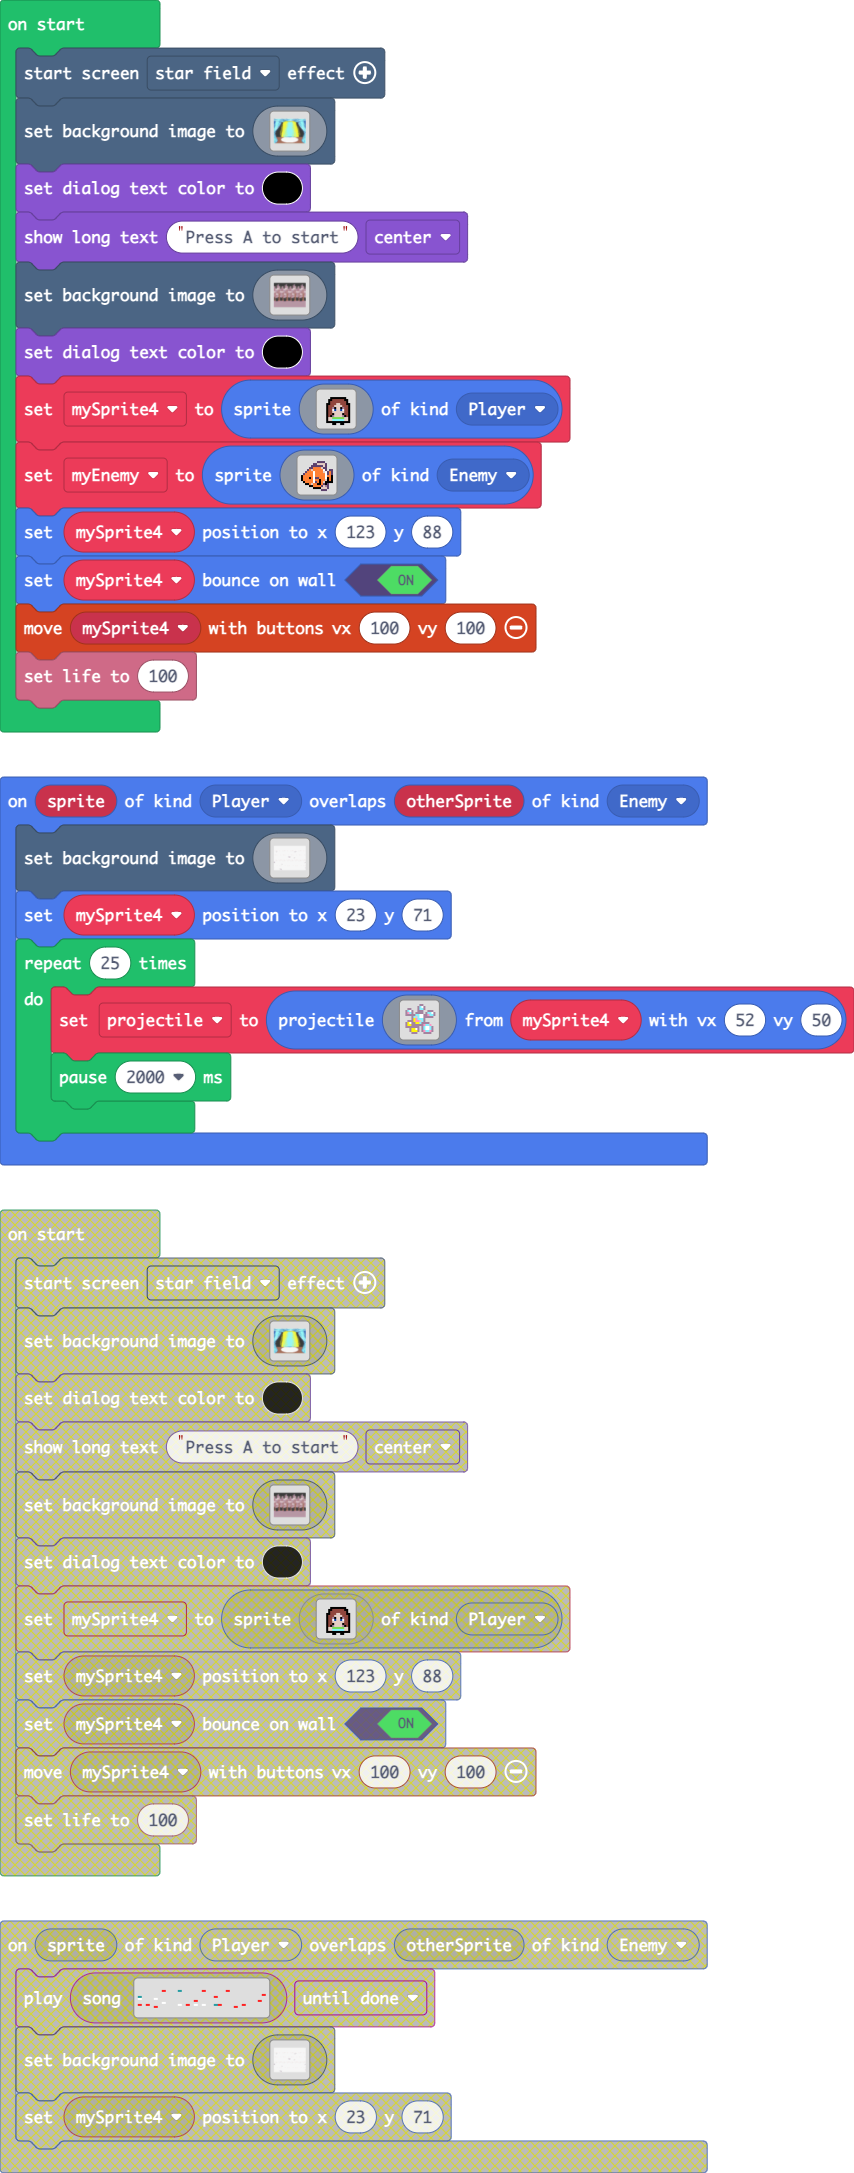 on start
start screen star field effect
set background image to
set dialog text color to
show long text "Press A to start" center
set background image to
set dialog text color to
set mySprite4 to sprite of kind Player
set myEnemy to sprite of kind Enemy
set mySprite4 position to x 123 y 88
set mySprite4 bounce on wall ON
move mySprite4 with buttons vx 100 vy 100
set life to 100
on sprite of kind Player overlaps otherSprite of kind Enemy
set background image to
set mySprite4 position to x 23 y 71
repeat 25 times
do
set projectile to projectile from mySprite4 with vx 52 vy 50
pause 2000 ms
on start
start screen star field effect
set background image to
set dialog text color to
show long text "Press A to start" center
set background image to
set dialog text color to
set mySprite4 to sprite of kind Player
set mySprite4 position to x 123 y 88
set mySprite4 bounce on wall ON
move mySprite4 with buttons vx 100 vy 100
set life to 100
on sprite of kind Player overlaps otherSprite of kind Enemy
play song until done
set background image to
set mySprite4 position to x 23 y 71